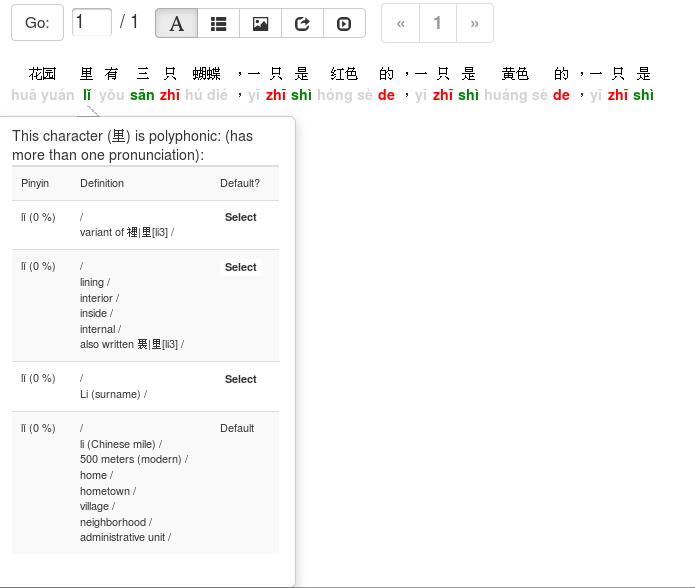 Go: 1 / 1 A « 1 »
花园 里 有 三 只 蝴蝶 ，一 只 是 红色 的 ，一 只 是 黄色 的 ，一 只 是
huā yuán lǐ yǒu sān zhī hú dié ， yī zhī shì hóng sè de ， yī zhī shì huáng sè de ， yī zhī shì
This character (里) is polyphonic: (has
more than one pronunciation):
Pinyin Definition Default?
lǐ (0 %) / Select
variant of 裡|里[li3] /
lǐ (0 %) / Select
lining /
interior /
inside /
internal /
also written 裏|里[li3] /
lǐ (0 %) / Select
Li (surname) /
lǐ (0 %) / Default
li (Chinese mile) /
500 meters (modern) /
home /
hometown /
village /
neighborhood /
administrative unit /